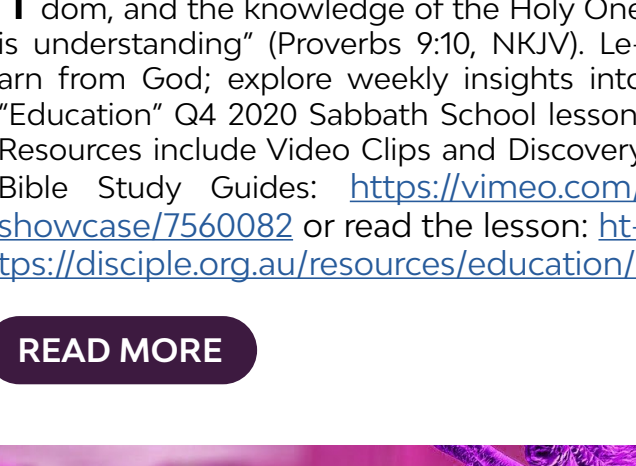 dom, and the knowledge of the Holy One
is understanding” (Proverbs 9:10, NKJV). Le-
arn from God; explore weekly insights into
“Education” Q4 2020 Sabbath School lesson
Resources include Video Clips and Discovery
Bible Study Guides: https://vimeo.com/
showcase/7560082 or read the lesson: ht-
tps://disciple.org.au/resources/education/
READ MORE